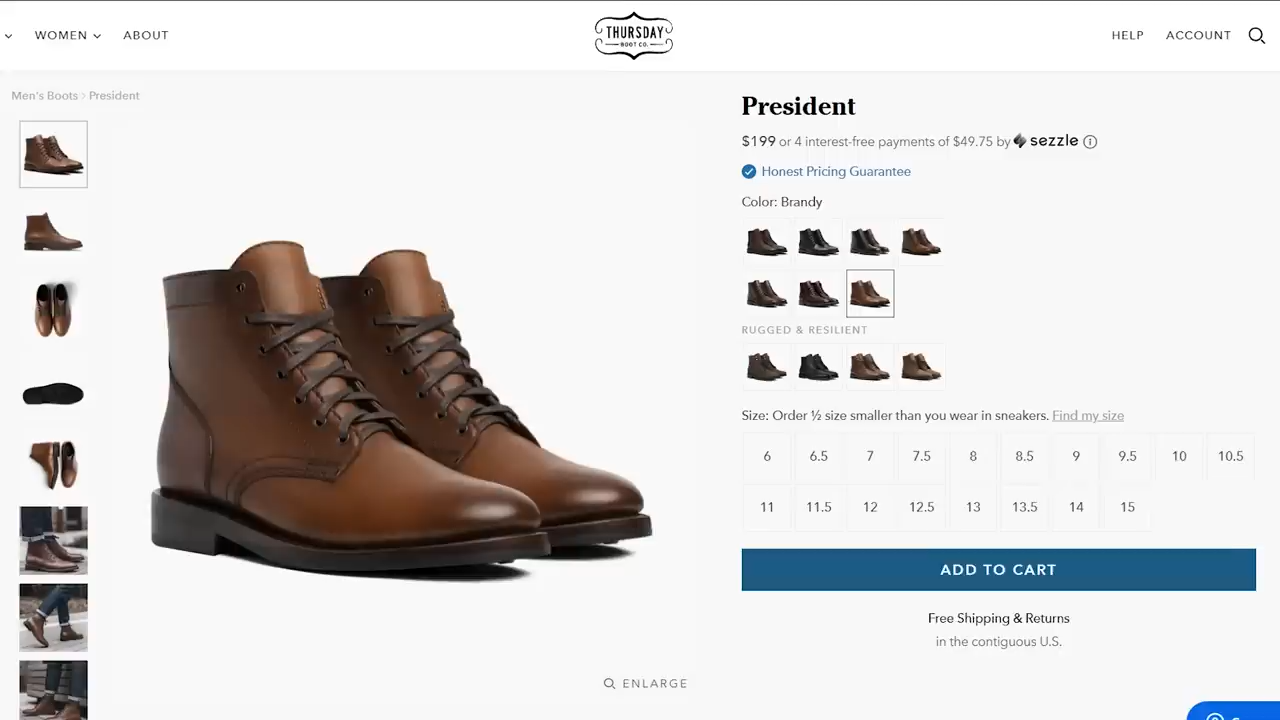 WOMEN
ABOUT
THURSDAY
BOOT CO.
HELP
ACCOUNT
Men's Boots › President
President
$199 or 4 interest-free payments of $49.75 by sezzle
Honest Pricing Guarantee
Color: Brandy
RUGGED & RESILIENT
Size: Order ½ size smaller than you wear in sneakers. Find my size
6 6.5 7 7.5 8 8.5 9 9.5 10 10.5
11 11.5 12 12.5 13 13.5 14 15
ADD TO CART
Free Shipping & Returns
in the contiguous U.S.
ENLARGE